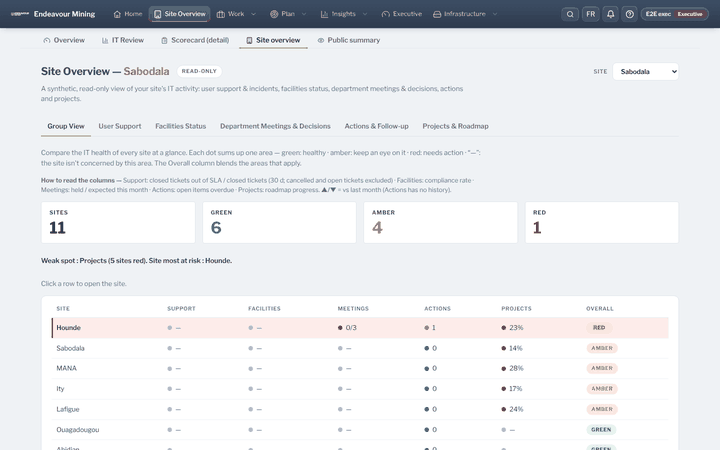 Endeavour Mining
Home
Site Overview
Work
Plan
Insights
Executive
Infrastructure
FR
E2E exec
Executive
Overview
IT Review
Scorecard (detail)
Site overview
Public summary
Site Overview — Sabodala
READ-ONLY
SITE
Sabodala
A synthetic, read-only view of your site's IT activity: user support & incidents, facilities status, department meetings & decisions, actions
and projects.
Group View
User Support
Facilities Status
Department Meetings & Decisions
Actions & Follow-up
Projects & Roadmap
Compare the IT health of every site at a glance. Each dot sums up one area — green: healthy · amber: keep an eye on it · red: needs action · "—":
the site isn't concerned by this area. The Overall column blends the areas that apply.
How to read the columns — Support: closed tickets out of SLA / closed tickets (30 d; cancelled and open tickets excluded) · Facilities: compliance rate ·
Meetings: held / expected this month · Actions: open items overdue · Projects: roadmap progress. ▲/▼ = vs last month (Actions has no history).
SITES
11
GREEN
6
AMBER
4
RED
1
Weak spot : Projects (5 sites red). Site most at risk : Hounde.
Click a row to open the site.
SITE SUPPORT FACILITIES MEETINGS ACTIONS PROJECTS OVERALL
Hounde — — 0/3 1 23% RED
Sabodala — — — 0 14% AMBER
MANA — — — 0 28% AMBER
Ity — — — 0 17% AMBER
Lafigue — — — 0 24% AMBER
Ouagadougou — — — 0 — GREEN